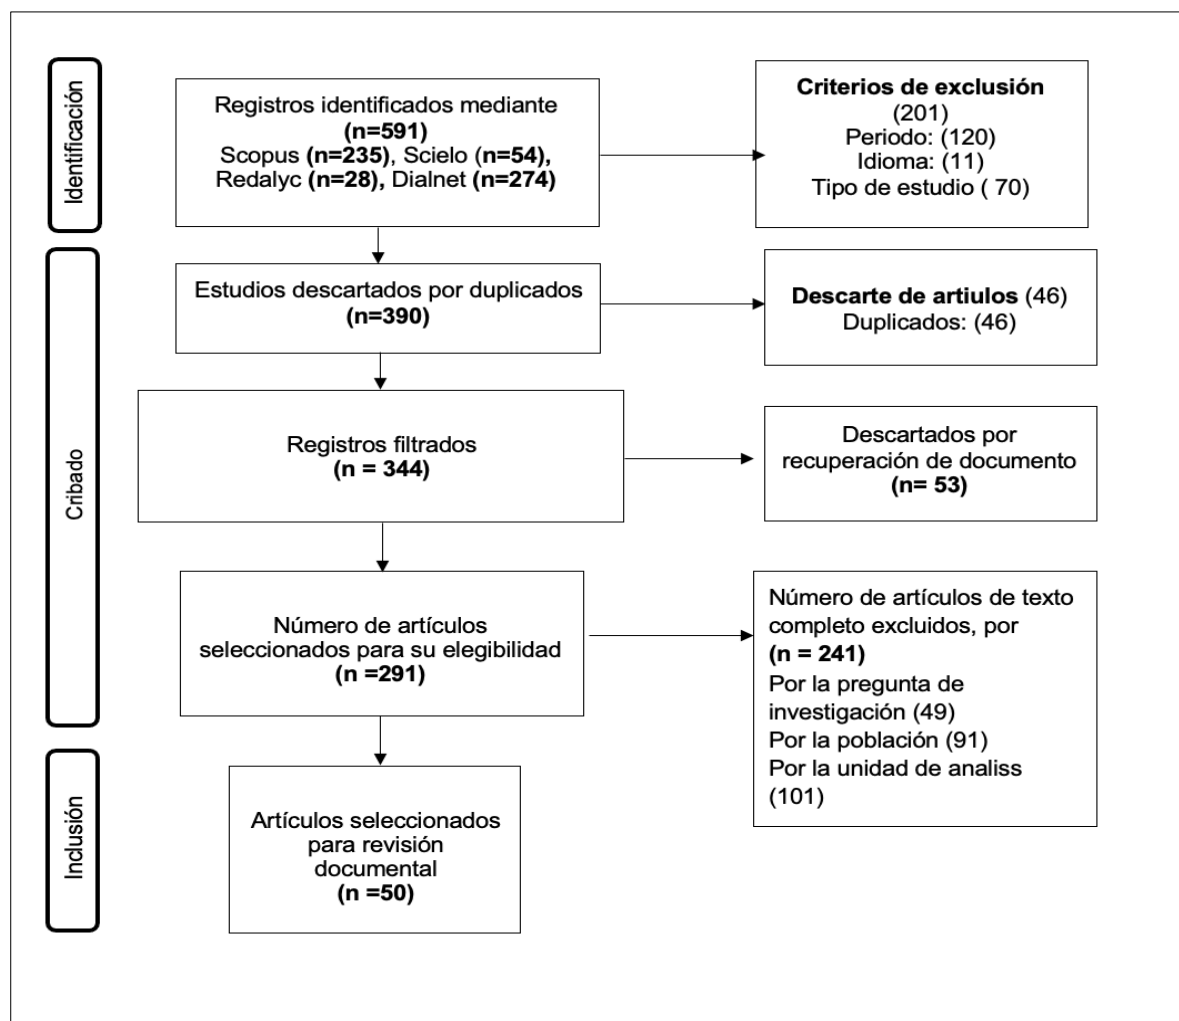 Identificación
Registros identificados mediante
(n=591)
Scopus (n=235), Scielo (n=54),
Redalyc (n=28), Dialnet (n=274)
Criterios de exclusión
(201)
Periodo: (120)
Idioma: (11)
Tipo de estudio ( 70)
Cribado
Estudios descartados por duplicados
(n=390)
Descarte de artiulos (46)
Duplicados: (46)
Registros filtrados
(n = 344)
Descartados por
recuperación de documento
(n= 53)
Número de artículos
seleccionados para su elegibilidad
(n =291)
Número de artículos de texto
completo excluidos, por
(n = 241)
Por la pregunta de
investigación (49)
Por la población (91)
Por la unidad de analiss
(101)
Inclusión
Artículos seleccionados
para revisión
documental
(n =50)